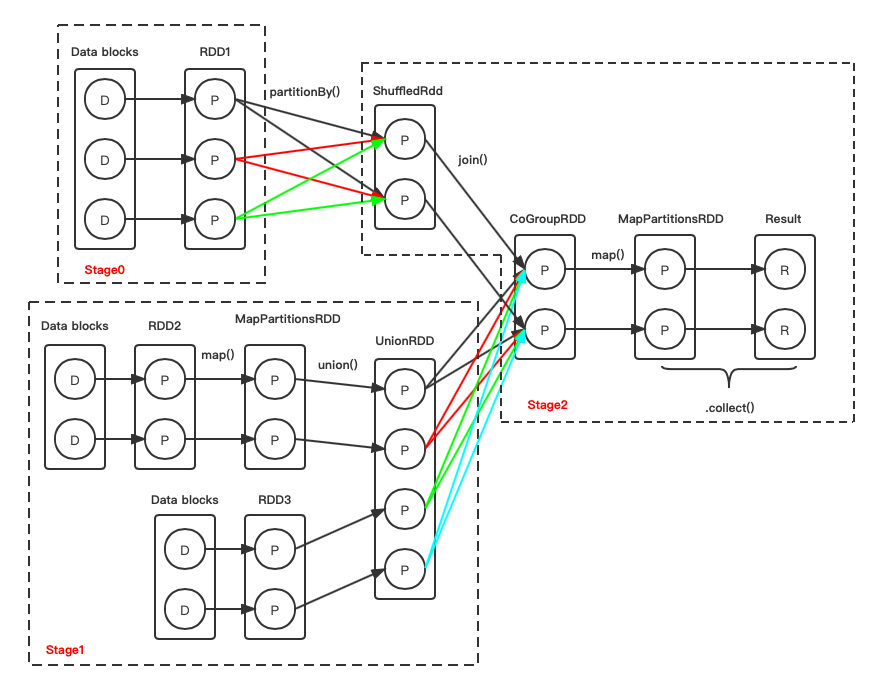 Data blocks
RDD1
D
P
D
P
D
P
Stage0
partitionBy()
ShuffledRdd
P
P
join()
CoGroupRDD
MapPartitionsRDD
Result
P
map()
P
R
P
P
R
Stage2
.collect()
Data blocks
RDD2
MapPartitionsRDD
UnionRDD
D
P
map()
P
union()
P
D
P
P
P
Data blocks
RDD3
P
D
P
P
D
P
Stage1